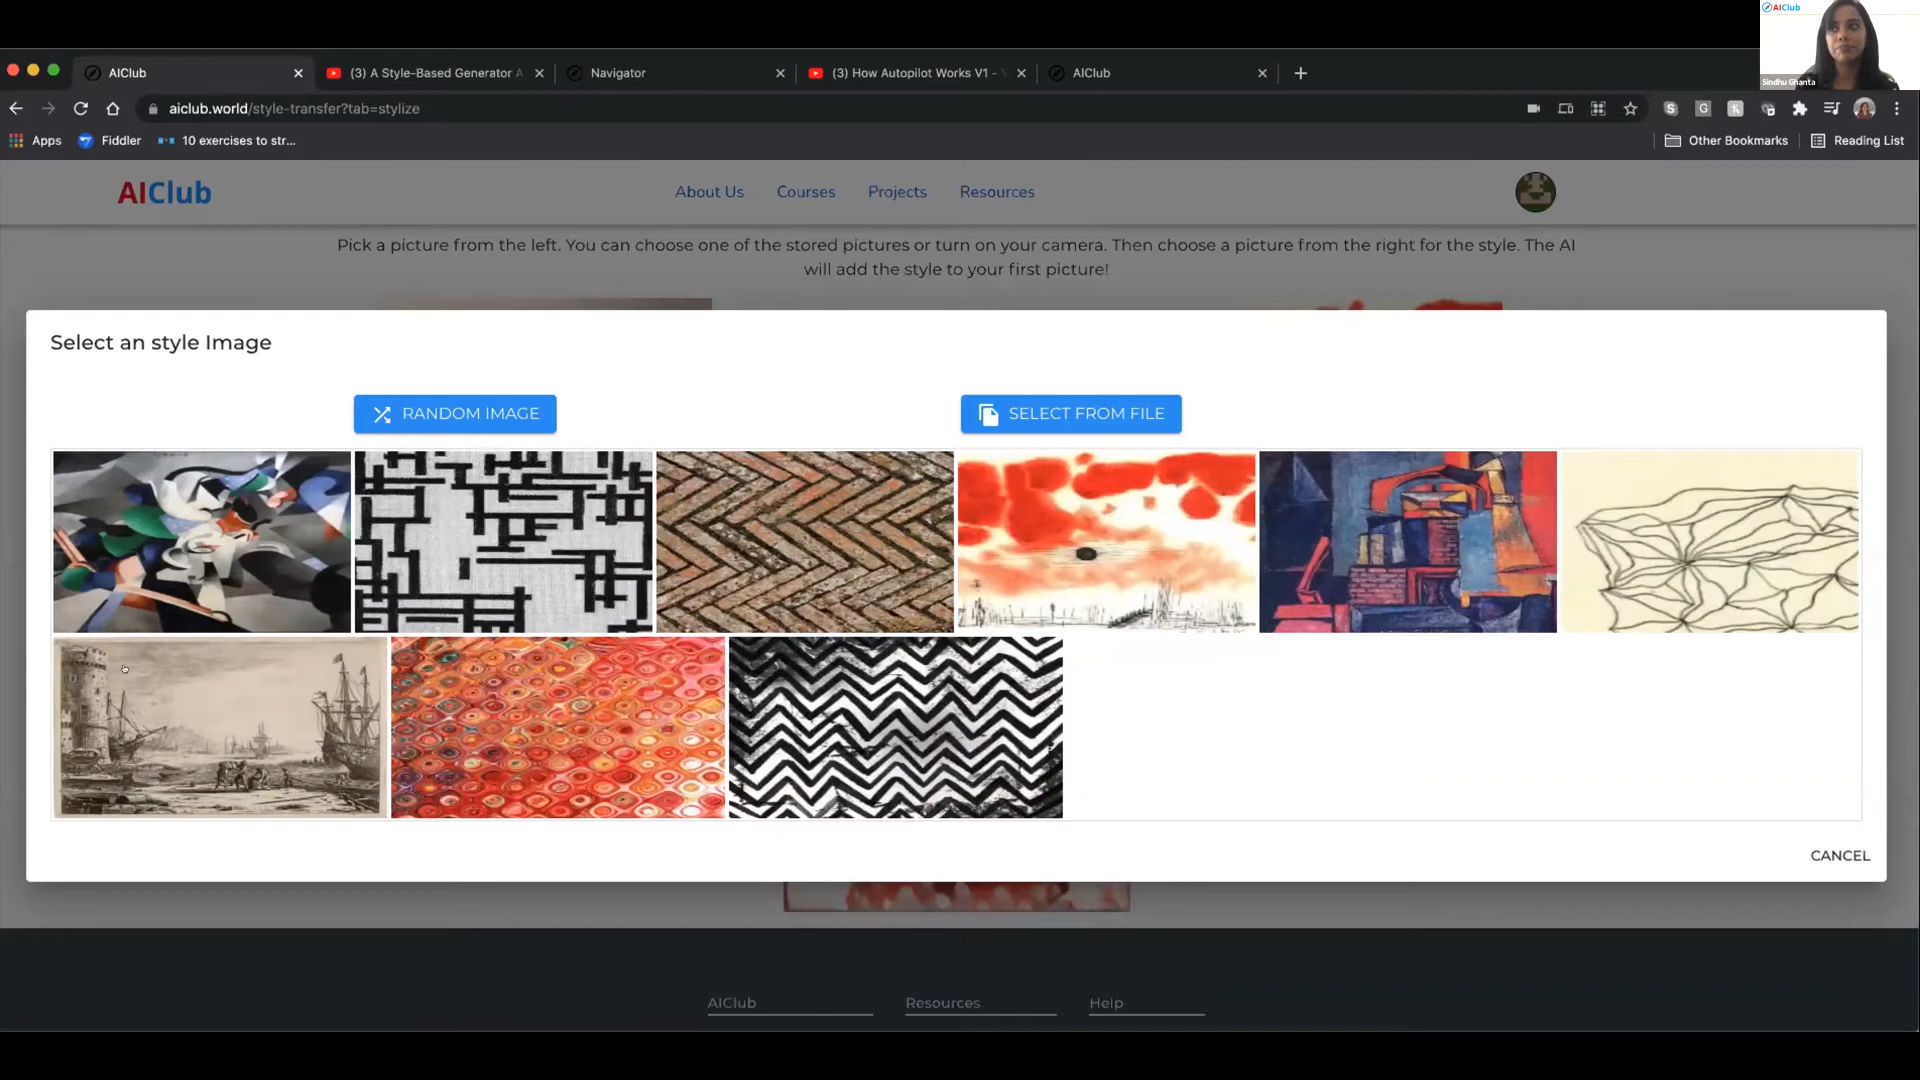 AIClub
Sindhu Ghanta
AIClub
(3) A Style-Based Generator A
Navigator
(3) How Autopilot Works V1 -
AIClub
aiclub.world/style-transfer?tab=stylize
Apps
Fiddler
10 exercises to str...
Other Bookmarks
Reading List
AIClub
About Us
Courses
Projects
Resources
Pick a picture from the left. You can choose one of the stored pictures or turn on your camera. Then choose a picture from the right for the style. The AI
will add the style to your first picture!
Select an style Image
RANDOM IMAGE
SELECT FROM FILE
CANCEL
AIClub
Resources
Help